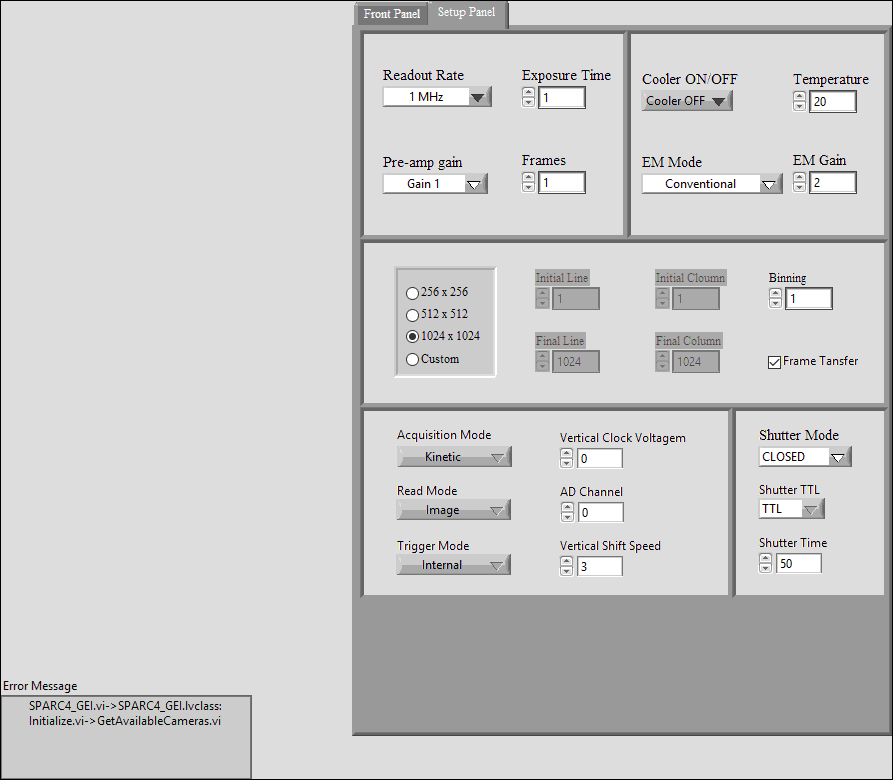 Front Panel
Setup Panel
Readout Rate
Exposure Time
1 MHz
1
Cooler ON/OFF
Temperature
Cooler OFF
20
Pre-amp gain
Frames
Gain 1
1
EM Mode
EM Gain
Conventional
2
256 x 256
512 x 512
1024 x 1024
Custom
Initial Line
1
Initial Cloumn
1
Binning
1
Final Line
1024
Final Column
1024
Frame Tansfer
Acquisition Mode
Kinetic
Vertical Clock Voltagem
0
Read Mode
Image
AD Channel
0
Trigger Mode
Internal
Vertical Shift Speed
3
Shutter Mode
CLOSED
Shutter TTL
TTL
Shutter Time
50
Error Message
SPARC4_GEI.vi->SPARC4_GEI.lvclass:
Initialize.vi->GetAvailableCameras.vi